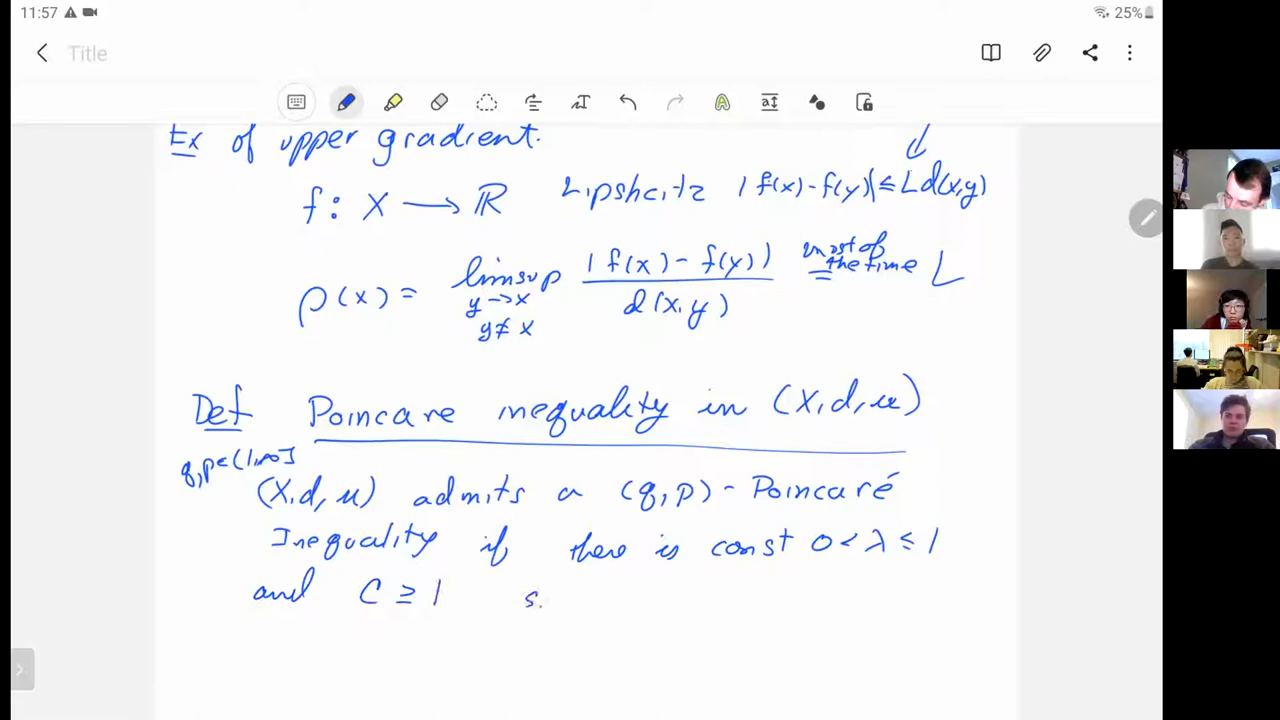 11:57
25%
Title
Ex of upper gradient.
f: X → ℝ Lipshcitz |f(x)-f(y)| ≤ L d(x,y)
ρ(x) = limsup y→x y≠x |f(x)-f(y)| / d(x,y) most of the time L
Def Poincare inequality in (X,d,μ)
q,p∈(1,∞]
(X,d,μ) admits a (q,p)-Poincaré
Inequality if there is const 0<λ≤1
and C ≥ 1 s.